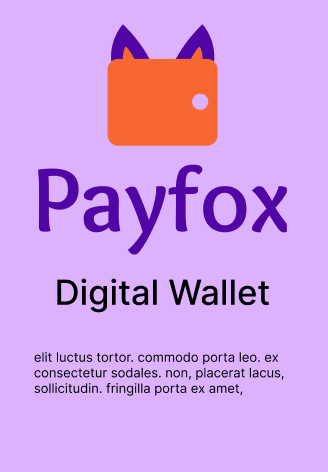 Payfox
Digital Wallet
elit luctus tortor. commodo porta leo. ex
consectetur sodales. non, placerat lacus,
sollicitudin. fringilla porta ex amet,